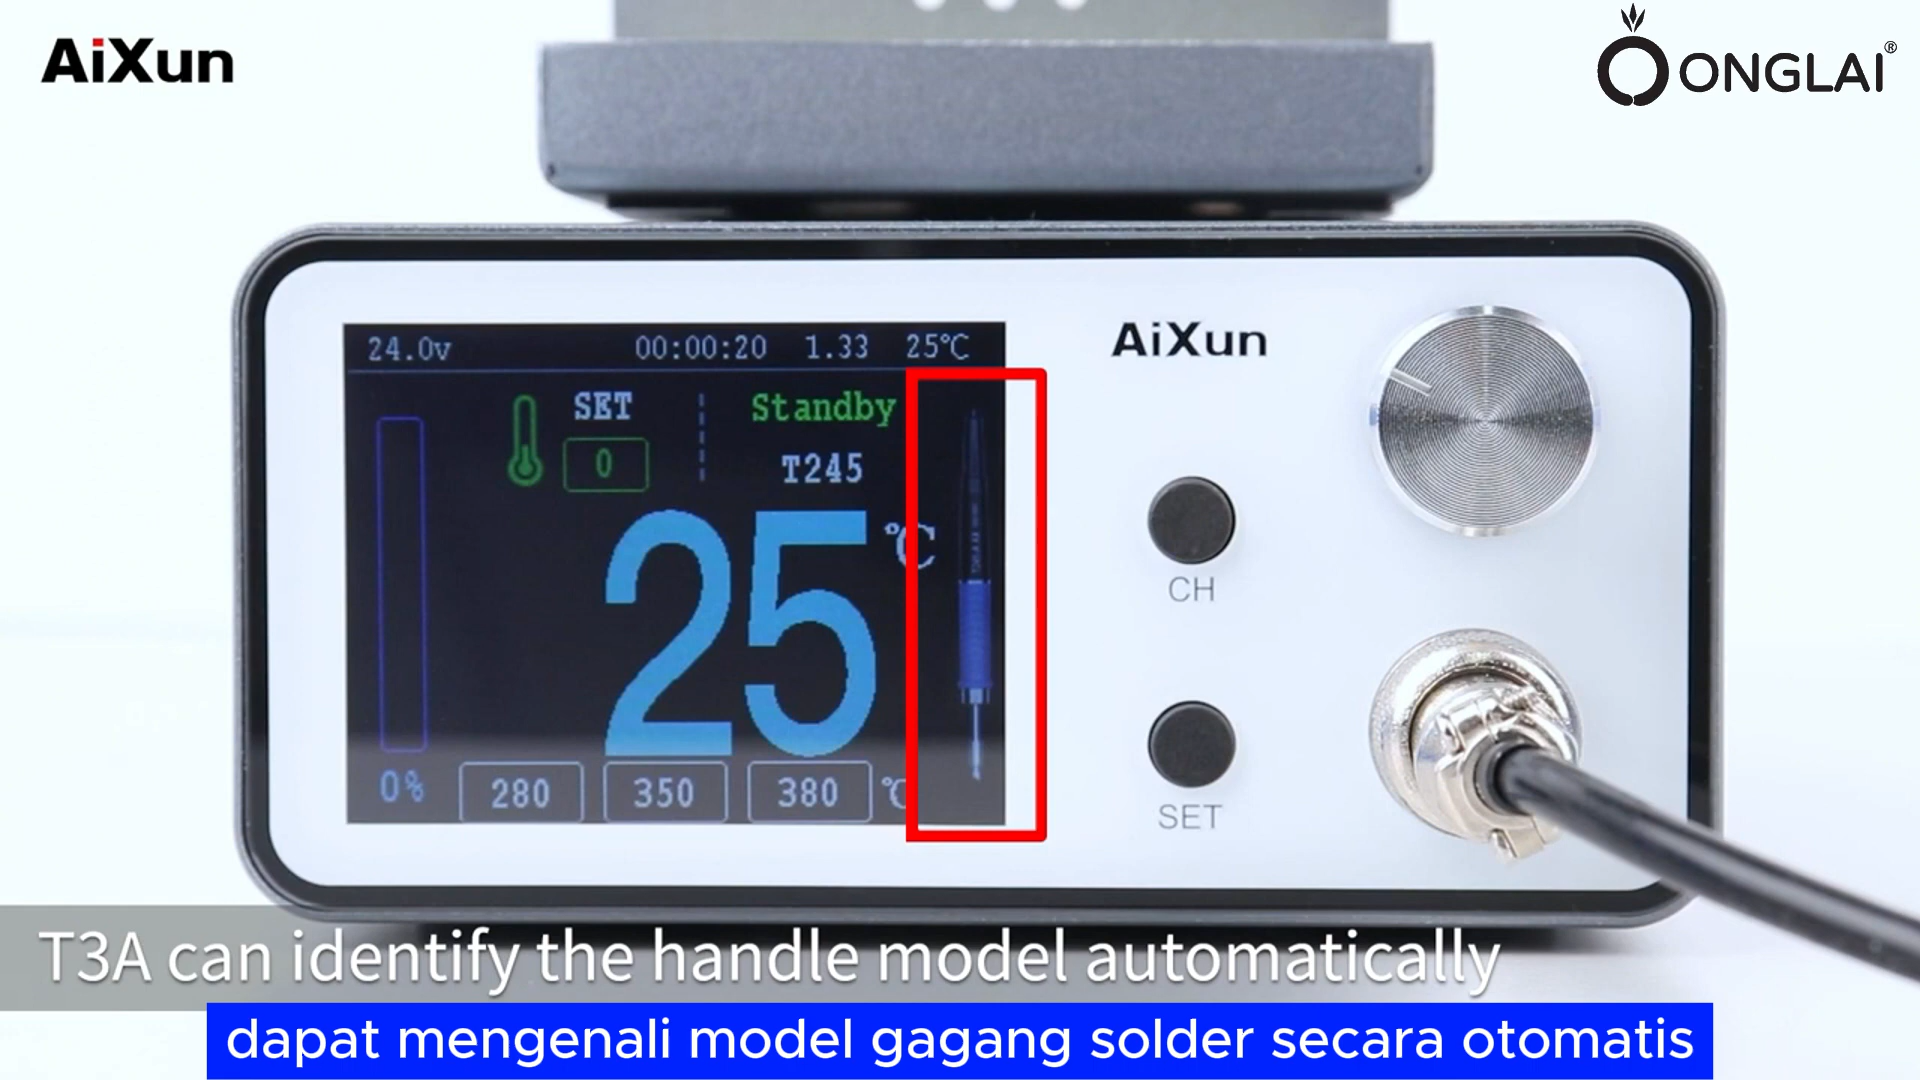 AiXun
ONGLAI®
24.0v 00:00:20 1.33 25℃
SET Standby
0 T245
25 ℃
0% 280 350 380 ℃
AiXun
CH
SET
T3A can identify the handle model automatically
dapat mengenali model gagang solder secara otomatis